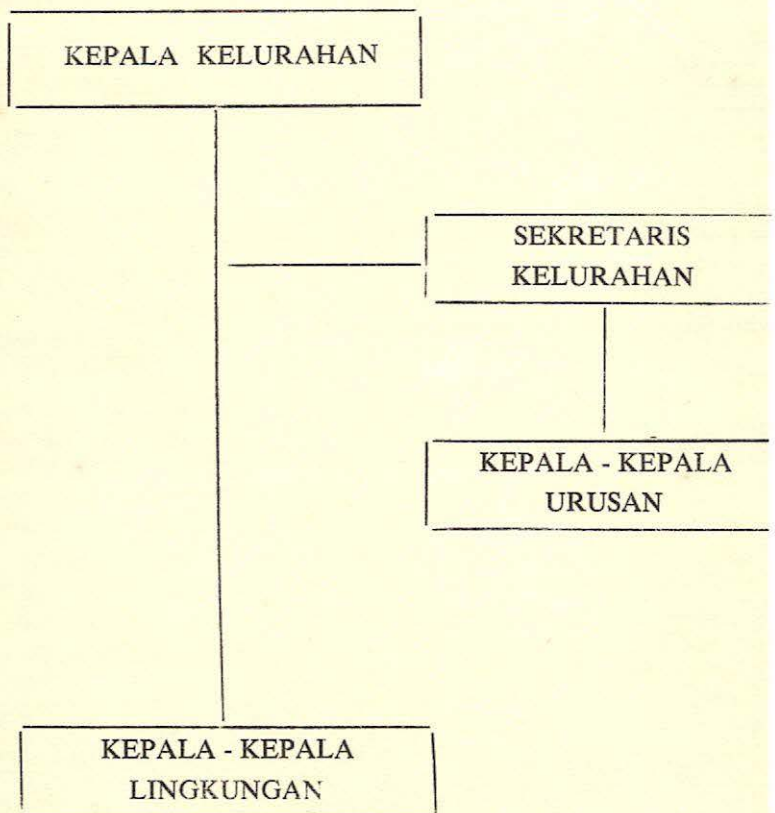 KEPALA KELURAHAN
SEKRETARIS
KELURAHAN
KEPALA - KEPALA
URUSAN
KEPALA - KEPALA
LINGKUNGAN